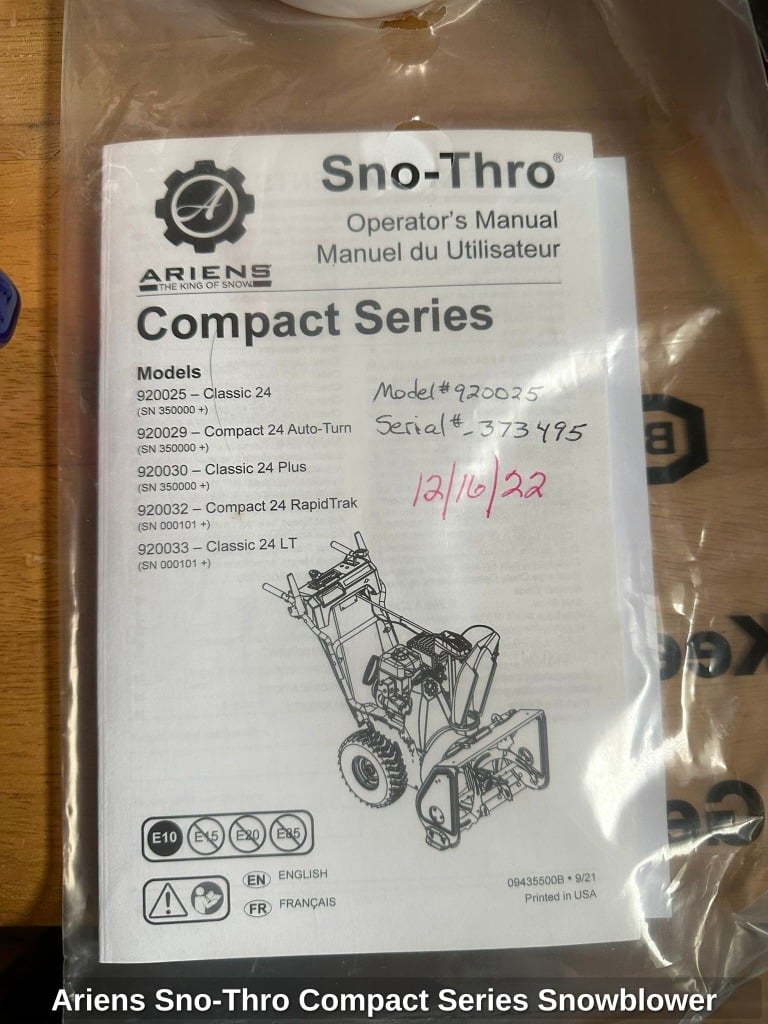 Sno-Thro®
Operator's Manual
Manuel du Utilisateur
ARIENS
THE KING OF SNOW
Compact Series
Models
920025 – Classic 24
(SN 350000 +)
920029 – Compact 24 Auto-Turn
(SN 350000 +)
920030 – Classic 24 Plus
(SN 350000 +)
920032 – Compact 24 RapidTrak
(SN 000101 +)
920033 – Classic 24 LT
(SN 000101 +)
Model# 920025
Serial#- 373495
12/16/22
E10 E15 E20 E85
EN ENGLISH
FR FRANÇAIS
09435500B • 9/21
Printed in USA
Kee
Ge
Ariens Sno-Thro Compact Series Snowblower